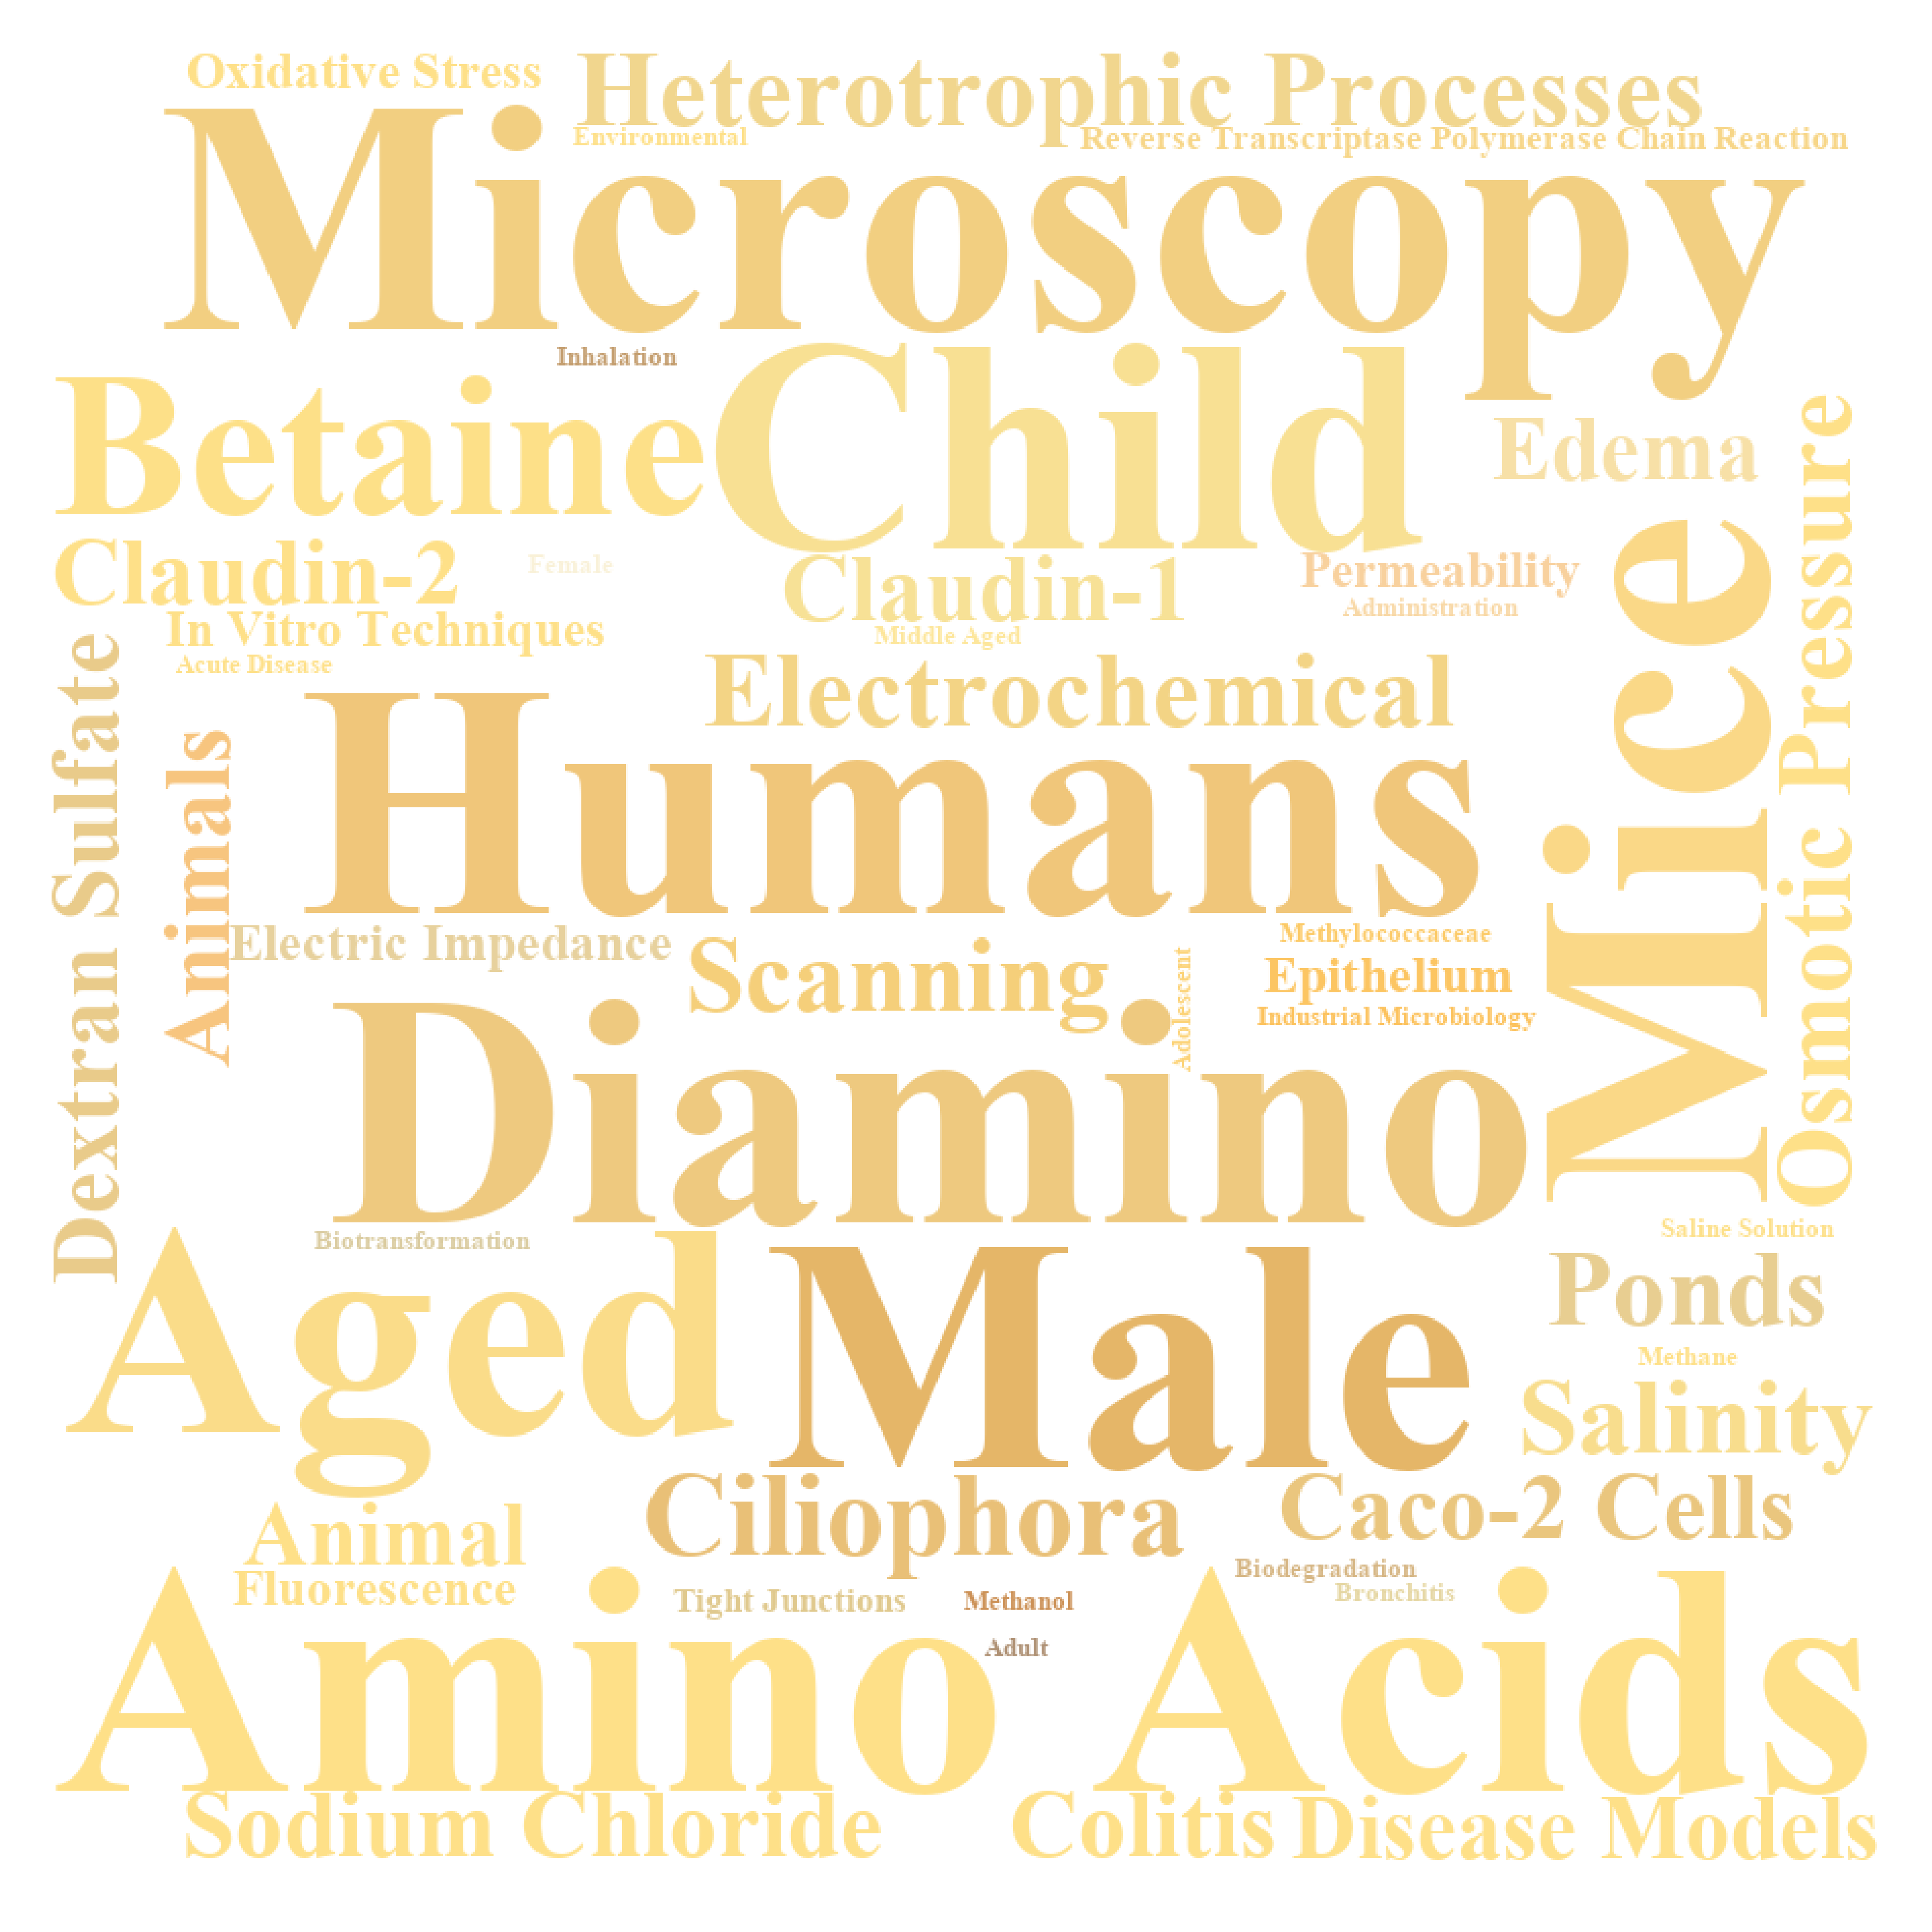 Oxidative Stress
Heterotrophic Processes
Environmental
Reverse Transcriptase Polymerase Chain Reaction
Microscopy
Inhalation
Betaine
Child
Edema
Osmotic Pressure
Claudin-2
Female
Claudin-1
Permeability
Administration
In Vitro Techniques
Middle Aged
Acute Disease
Electrochemical
Mice
Dextran Sulfate
Animals
Humans
Electric Impedance
Scanning
Adolescent
Methylococcaceae
Epithelium
Industrial Microbiology
Diamino
Biotransformation
Saline Solution
Aged
Male
Ponds
Methane
Salinity
Ciliophora
Caco-2 Cells
Animal
Fluorescence
Biodegradation
Bronchitis
Tight Junctions
Methanol
Adult
Amino Acids
Sodium Chloride
Colitis
Disease Models